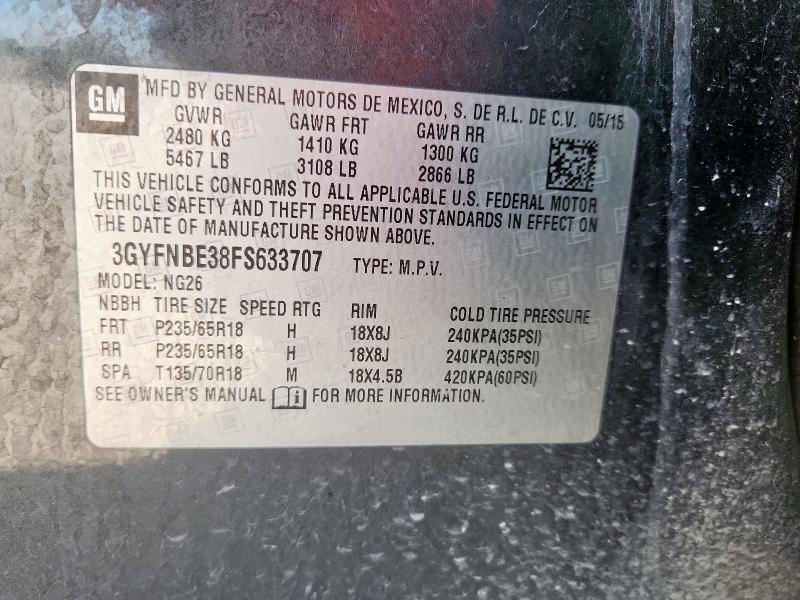 GM
MFD BY GENERAL MOTORS DE MEXICO, S. DE R.L. DE C.V. 05/15
GVWR GAWR FRT GAWR RR
2480 KG 1410 KG 1300 KG
5467 LB 3108 LB 2866 LB
THIS VEHICLE CONFORMS TO ALL APPLICABLE U.S. FEDERAL MOTOR
VEHICLE SAFETY AND THEFT PREVENTION STANDARDS IN EFFECT ON
THE DATE OF MANUFACTURE SHOWN ABOVE.
3GYFNBE38FS633707 TYPE: M.P.V.
MODEL: NG26
NBBH TIRE SIZE SPEED RTG RIM COLD TIRE PRESSURE
FRT P235/65R18 H 18X8J 240KPA(35PSI)
RR P235/65R18 H 18X8J 240KPA(35PSI)
SPA T135/70R18 M 18X4.5B 420KPA(60PSI)
SEE OWNER'S MANUAL i FOR MORE INFORMATION.